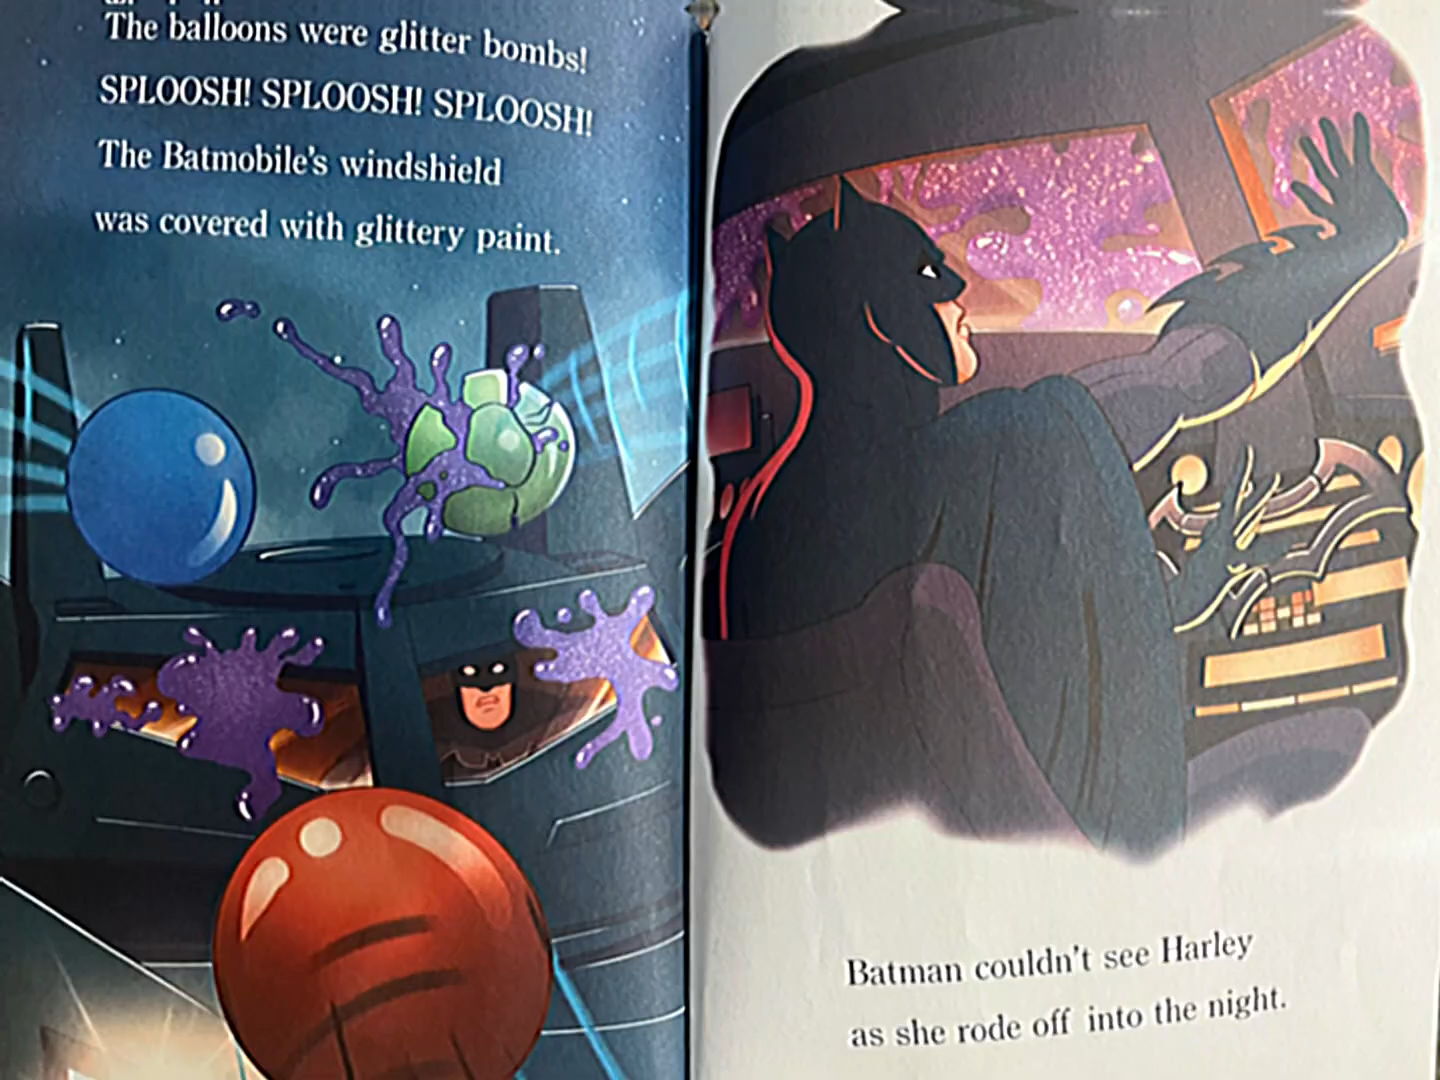 The balloons were glitter bombs!
SPLOOSH! SPLOOSH! SPLOOSH!
The Batmobile's windshield
was covered with glittery paint.
Batman couldn't see Harley
as she rode off into the night.